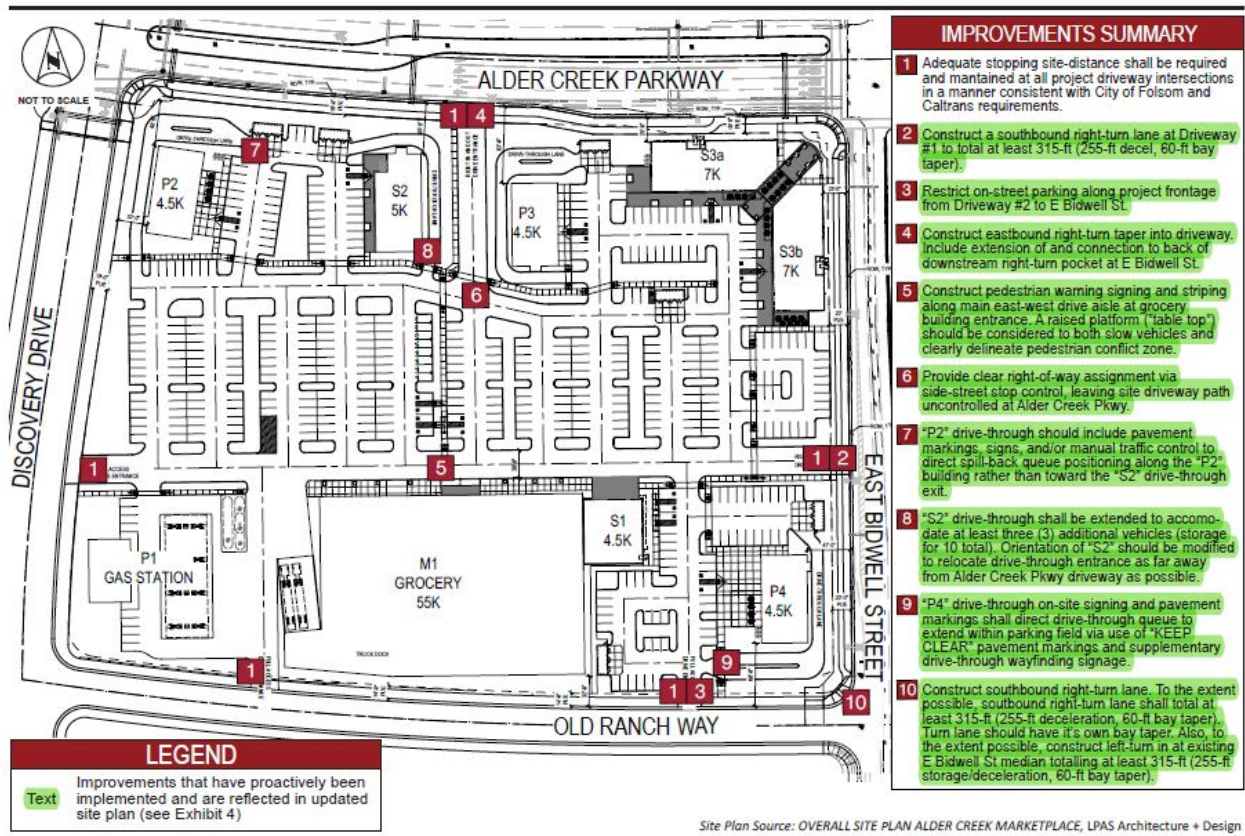 ALDER CREEK PARKWAY
NOT TO SCALE
DRIVE-THROUGH LANE
1 4
7
P2
4.5K
S2
5K
DRIVE-THROUGH LANE
P3
4.5K
S3a
7K
S3b
7K
8
6
DISCOVERY DRIVE
1
5
1 2
EAST BIDWELL STREET
P1
GAS STATION
M1
GROCERY
55K
S1
4.5K
P4
4.5K
TRUCK DOCK
1
9
1 3
10
OLD RANCH WAY
IMPROVEMENTS SUMMARY
1 Adequate stopping site-distance shall be required
and mantained at all project driveway intersections
in a manner consistent with City of Folsom and
Caltrans requirements.
2 Construct a southbound right-turn lane at Driveway
#1 to total at least 315-ft (255-ft decel, 60-ft bay
taper).
3 Restrict on-street parking along project frontage
from Driveway #2 to E Bidwell St.
4 Construct eastbound right-turn taper into driveway.
Include extension of and connection to back of
downstream right-turn pocket at E Bidwell St.
5 Construct pedestrian warning signing and striping
along main east-west drive aisle at grocery
building entrance. A raised platform ("table top")
should be considered to both slow vehicles and
clearly delineate pedestrian conflict zone.
6 Provide clear right-of-way assignment via
side-street stop control, leaving site driveway path
uncontrolled at Alder Creek Pkwy.
7 "P2" drive-through should include pavement
markings, signs, and/or manual traffic control to
direct spill-back queue positioning along the "P2"
building rather than toward the "S2" drive-through
exit.
8 "S2" drive-through shall be extended to accomo-
date at least three (3) additional vehicles (storage
for 10 total). Orientation of "S2" should be modified
to relocate drive-through entrance as far away
from Alder Creek Pkwy driveway as possible.
9 "P4" drive-through on-site signing and pavement
markings shall direct drive-through queue to
extend within parking field via use of "KEEP
CLEAR" pavement markings and supplementary
drive-through wayfinding signage.
10 Construct southbound right-turn lane. To the extent
possible, soutbound right-turn lane shall total at
least 315-ft (255-ft deceleration, 60-ft bay taper).
Turn lane should have it's own bay taper. Also, to
the extent possible, construct left-turn in at existing
E Bidwell St median totalling at least 315-ft (255-ft
storage/deceleration, 60-ft bay taper).
LEGEND
Text Improvements that have proactively been
implemented and are reflected in updated
site plan (see Exhibit 4)
Site Plan Source: OVERALL SITE PLAN ALDER CREEK MARKETPLACE, LPAS Architecture + Design